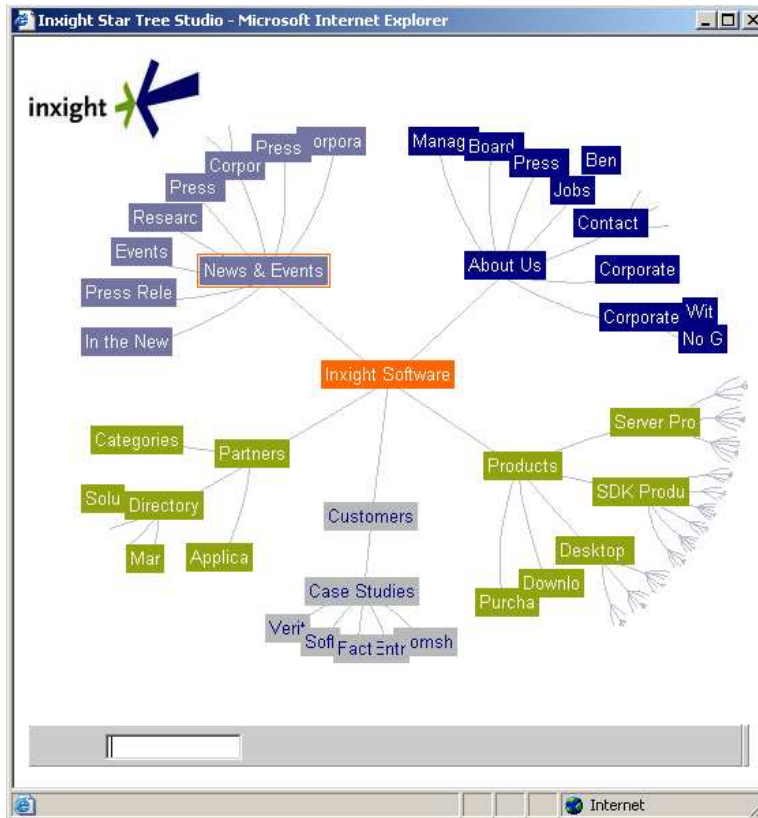 Inxight Star Tree Studio - Microsoft Internet Explorer
inxight
Press
orpora
Corpor
Press
Researc
Events
News & Events
Press Rele
In the New
Manag
Board
Press
Ben
Jobs
Contact
About Us
Corporate
Corporate
Wit
No G
Inxight Software
Categories
Partners
Solu
Directory
Mar
Applica
Customers
Case Studies
Verit
Soft
Fact
Entr
omsh
Products
Server Pro
SDK Produ
Desktop
Downlo
Purcha
Internet